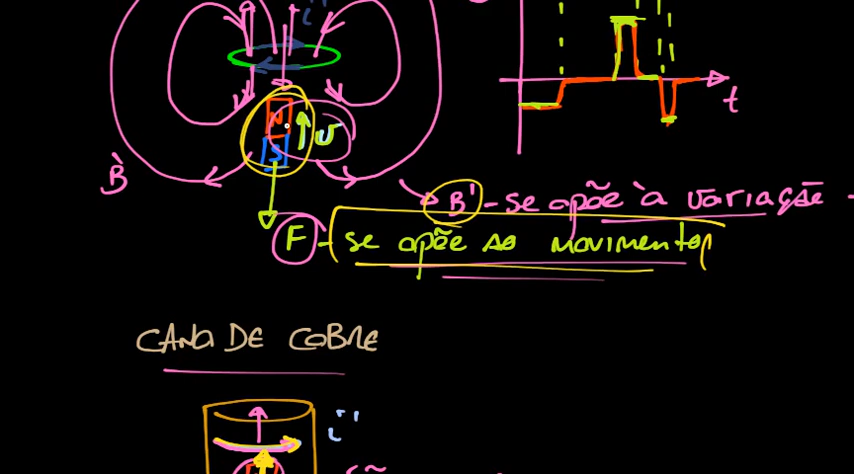 i
t
N
S
v
B
B' - se opõe à variação -
F - se opõe ao movimento
CANO DE COBRE
i"